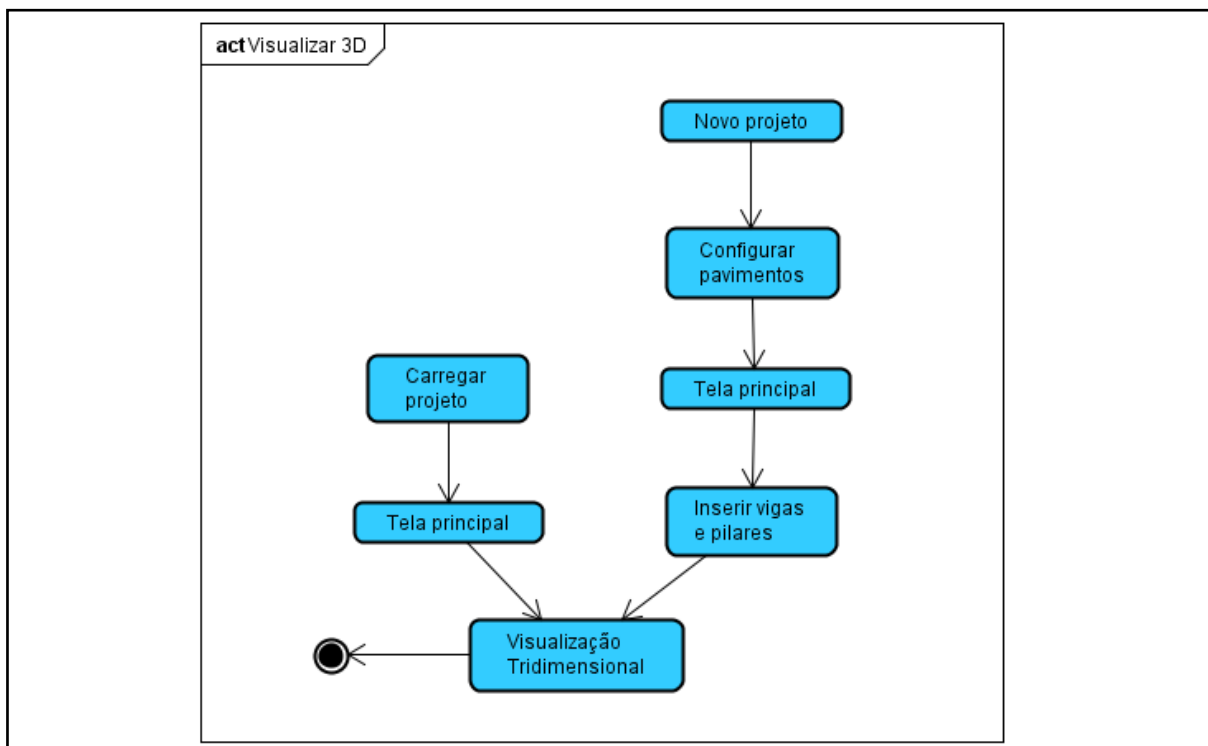 act Visualizar 3D
Novo projeto
Configurar
pavimentos
Carregar
projeto
Tela principal
Tela principal
Inserir vigas
e pilares
Visualização
Tridimensional